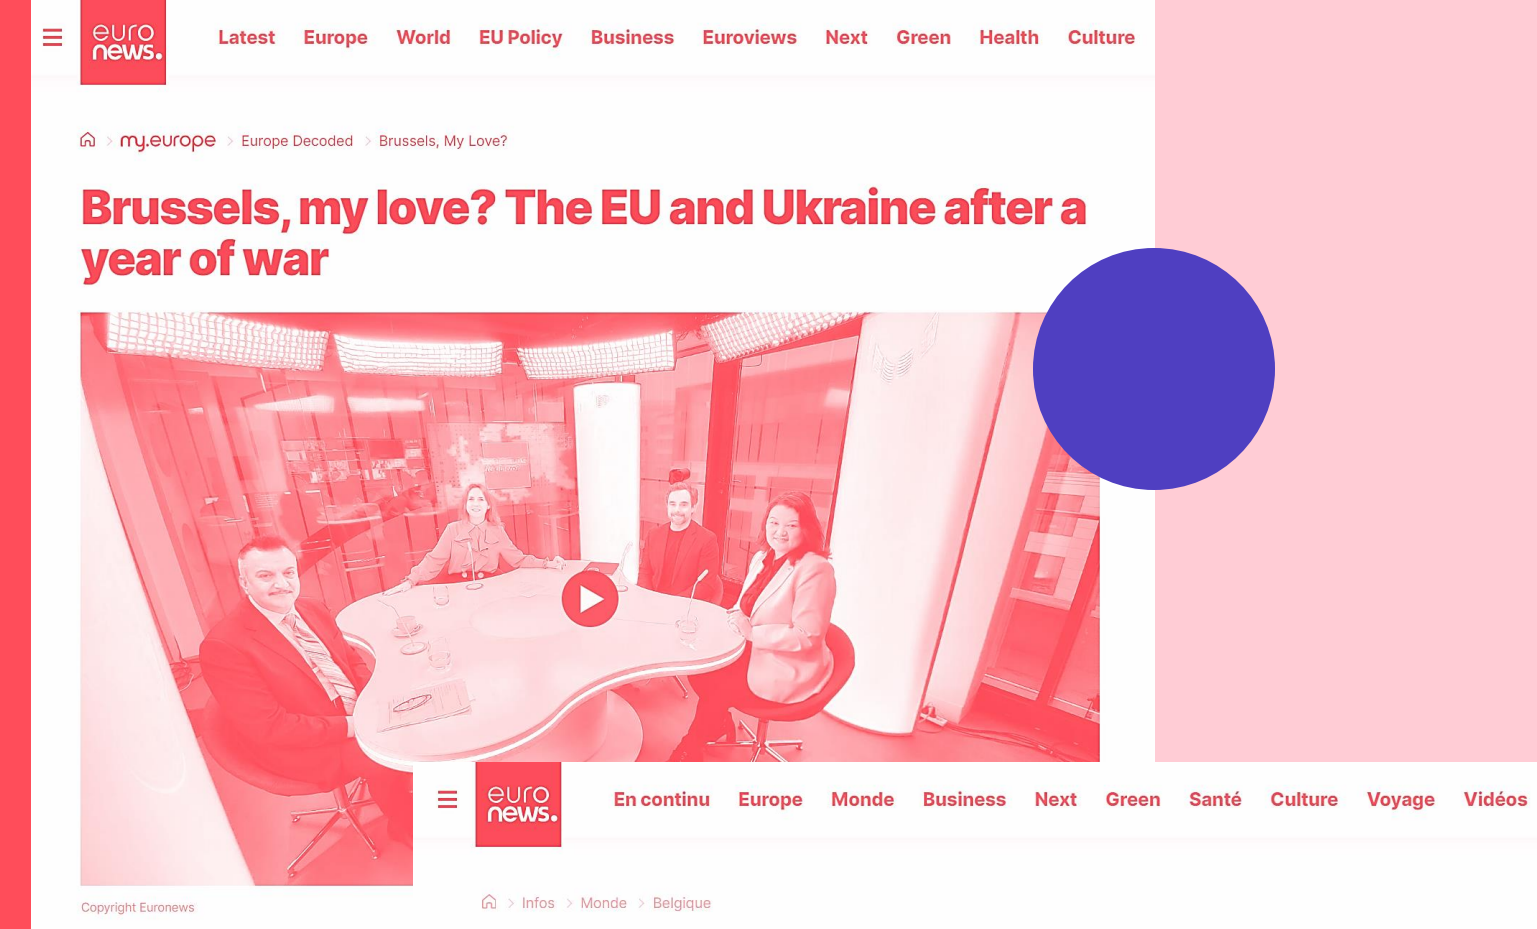 euro
news.
Latest Europe World EU Policy Business Euroviews Next Green Health Culture
my.europe Europe Decoded Brussels, My Love?
Brussels, my love? The EU and Ukraine after a
year of war
Copyright Euronews
euro
news.
En continu Europe Monde Business Next Green Santé Culture Voyage Vidéos
Infos Monde Belgique